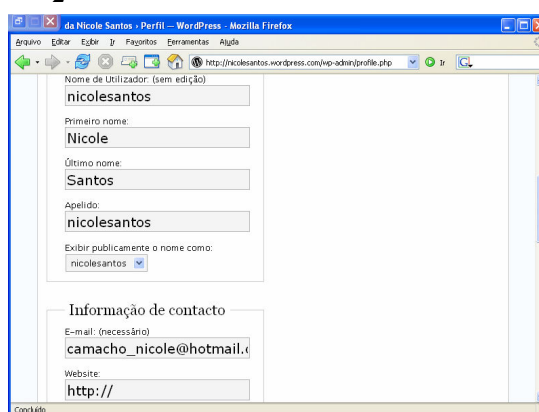 da Nicole Santos › Perfil — WordPress - Mozilla Firefox
Arquivo Editar Exibir Ir Favoritos Ferramentas Ajuda
http://nicolesantos.wordpress.com/wp-admin/profile.php Ir
Nome de Utilizador: (sem edição)
nicolesantos
Primeiro nome:
Nicole
Último nome:
Santos
Apelido:
nicolesantos
Exibir publicamente o nome como:
nicolesantos
Informação de contacto
E-mail: (necessário)
camacho_nicole@hotmail.c
Website:
http://
Concluído